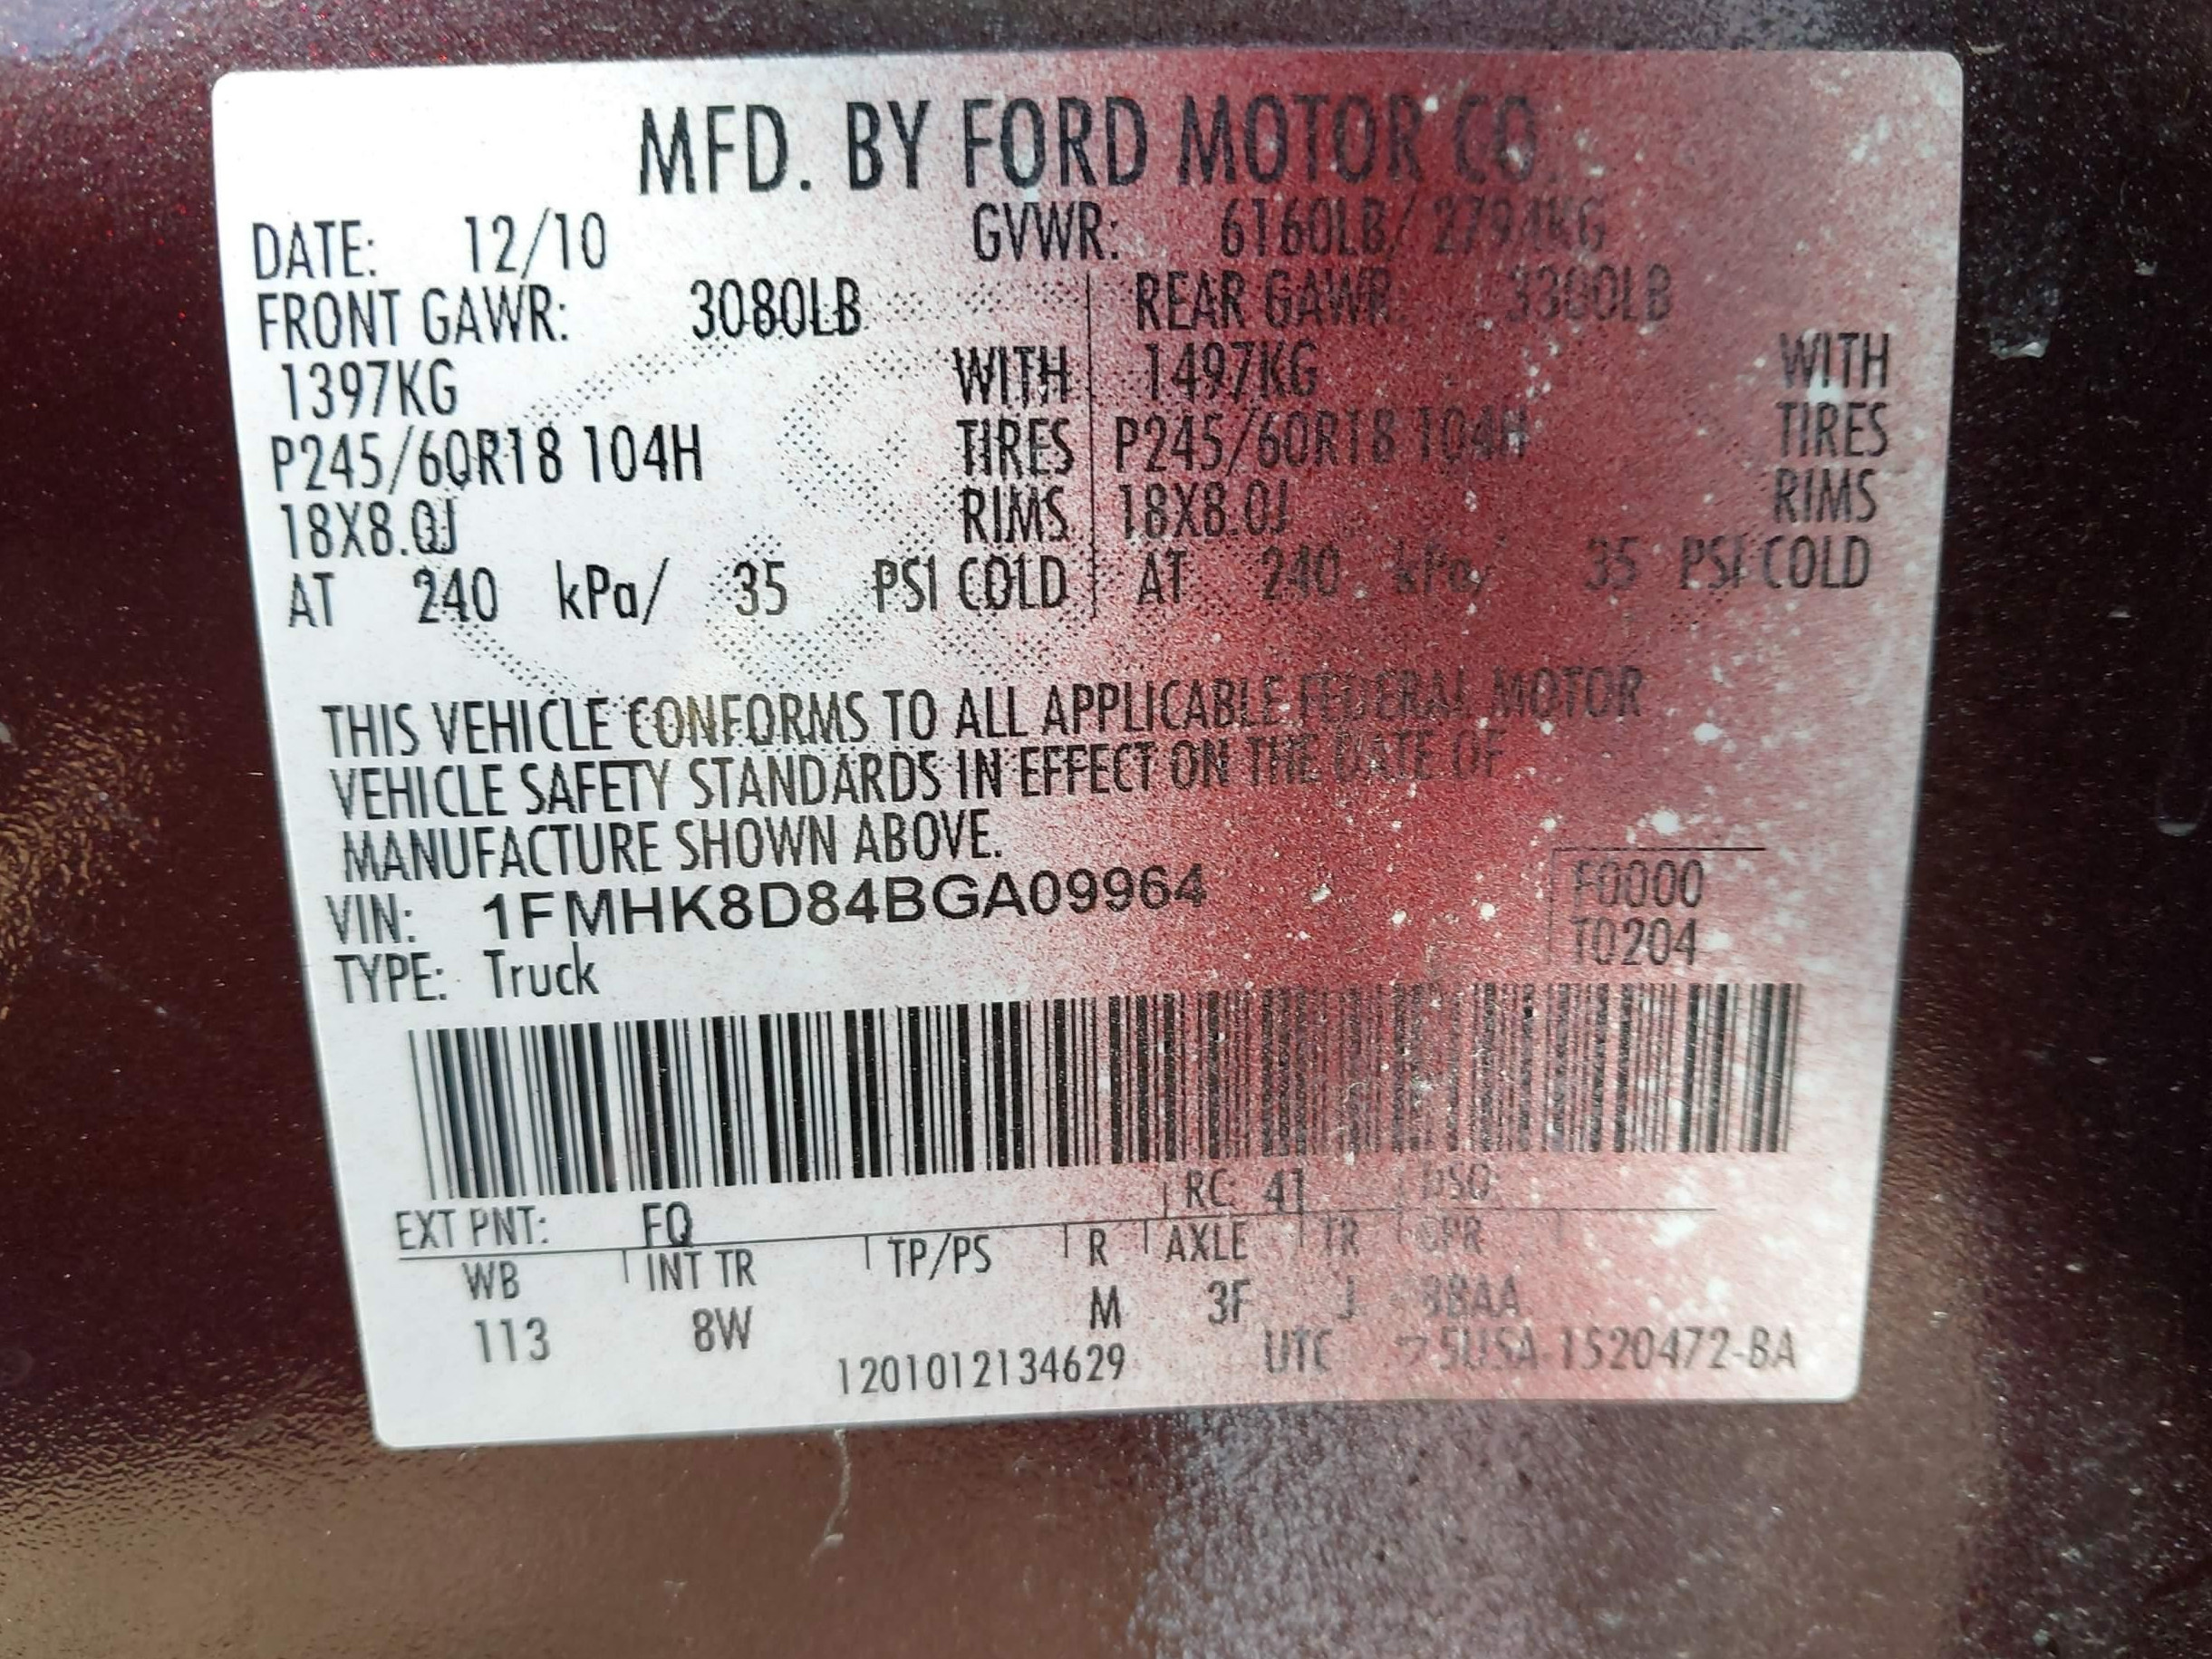 MFD. BY FORD MOTOR CO.
DATE: 12/10 GVWR: 6160LB/ 2794KG
FRONT GAWR: 3080LB REAR GAWR: 3300LB
1397KG WITH 1497KG WITH
P245/60R18 104H TIRES P245/60R18 104H TIRES
18X8.0J RIMS 18X8.0J RIMS
AT 240 kPa/ 35 PSI COLD AT 240 kPa/ 35 PSI COLD
THIS VEHICLE CONFORMS TO ALL APPLICABLE FEDERAL MOTOR
VEHICLE SAFETY STANDARDS IN EFFECT ON THE DATE OF
MANUFACTURE SHOWN ABOVE.
VIN: 1FMHK8D84BGA09964 F0000
TYPE: Truck T0204
EXT PNT: FQ RC: 41 DSO:
WB INT TR TP/PS R AXLE TR SPR
113 8W M 3F J
1201012134629 UTC